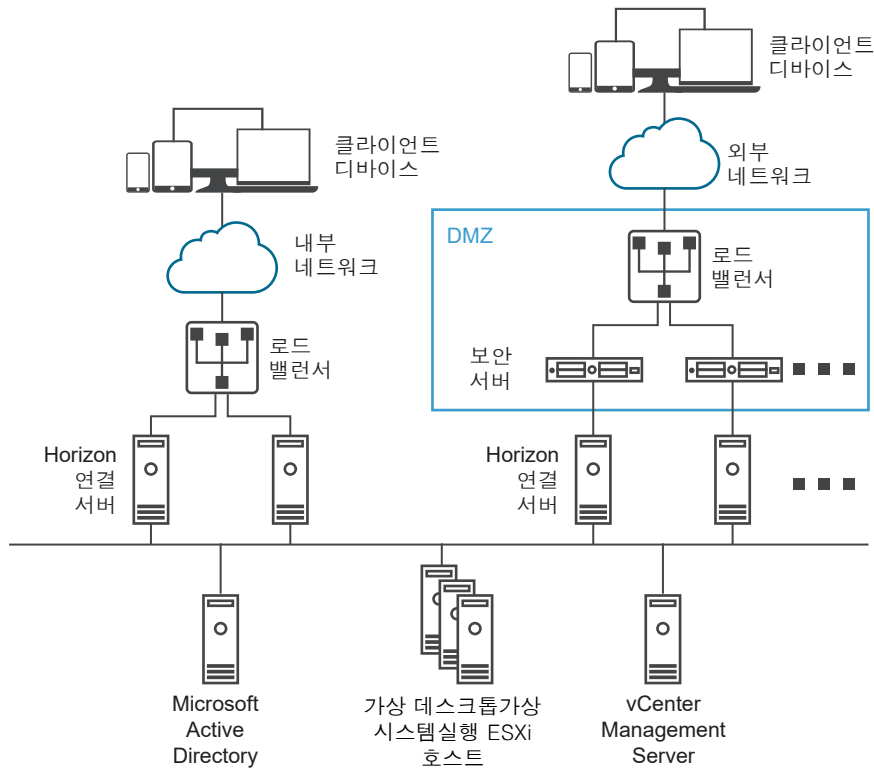 클라이언트
디바이스
외부
네트워크
DMZ
로드
밸런서
보안
서버
Horizon
연결
서버
클라이언트
디바이스
내부
네트워크
로드
밸런서
Horizon
연결
서버
Microsoft
Active
Directory
가상 데스크톱가상
시스템실행 ESXi
호스트
vCenter
Management
Server